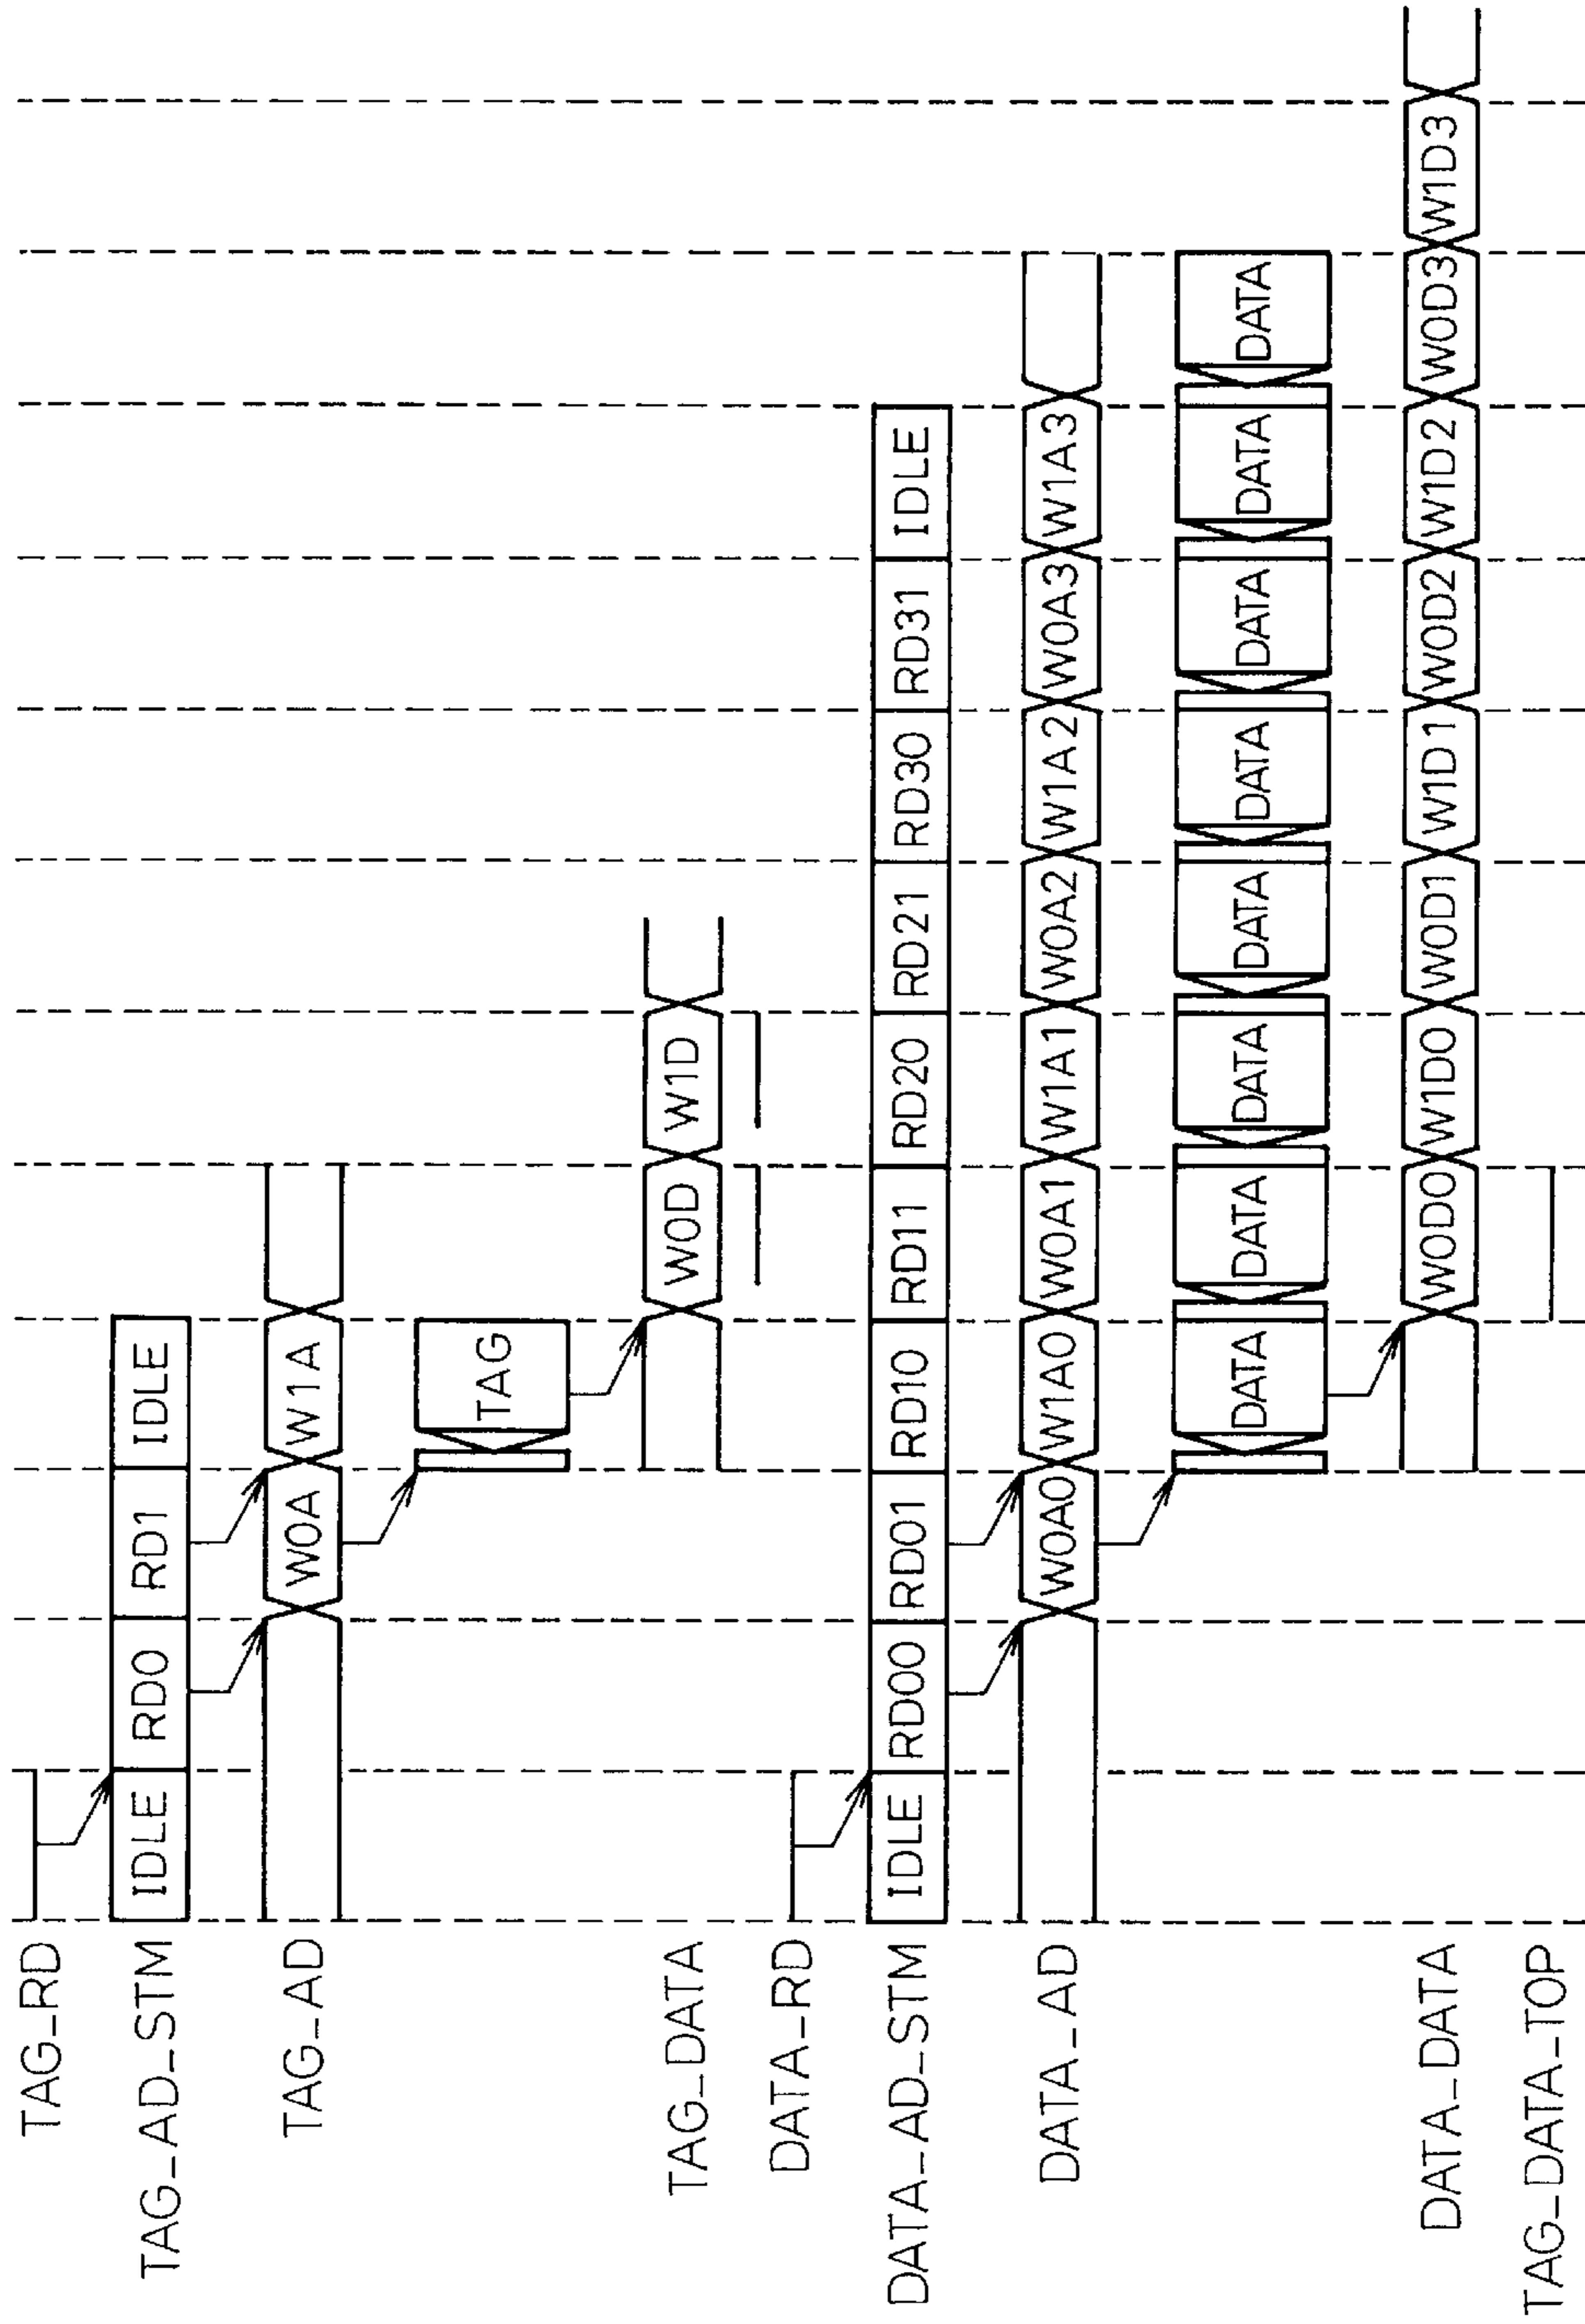 TAG_RD
TAG_AD_STM IDLE RD0 RD1 IDLE
TAG_AD W0A W1A
TAG
TAG_DATA W0D W1D
DATA_RD
DATA_AD_STM IDLE RD00 RD01 RD10 RD11 RD20 RD21 RD30 RD31 IDLE
DATA_AD W0A0 W1A0 W0A1 W1A1 W0A2 W1A2 W0A3 W1A3
DATA DATA DATA DATA DATA DATA DATA DATA
DATA_DATA W0D0 W1D0 W0D1 W1D1 W0D2 W1D2 W0D3 W1D3
TAG_DATA_TOP